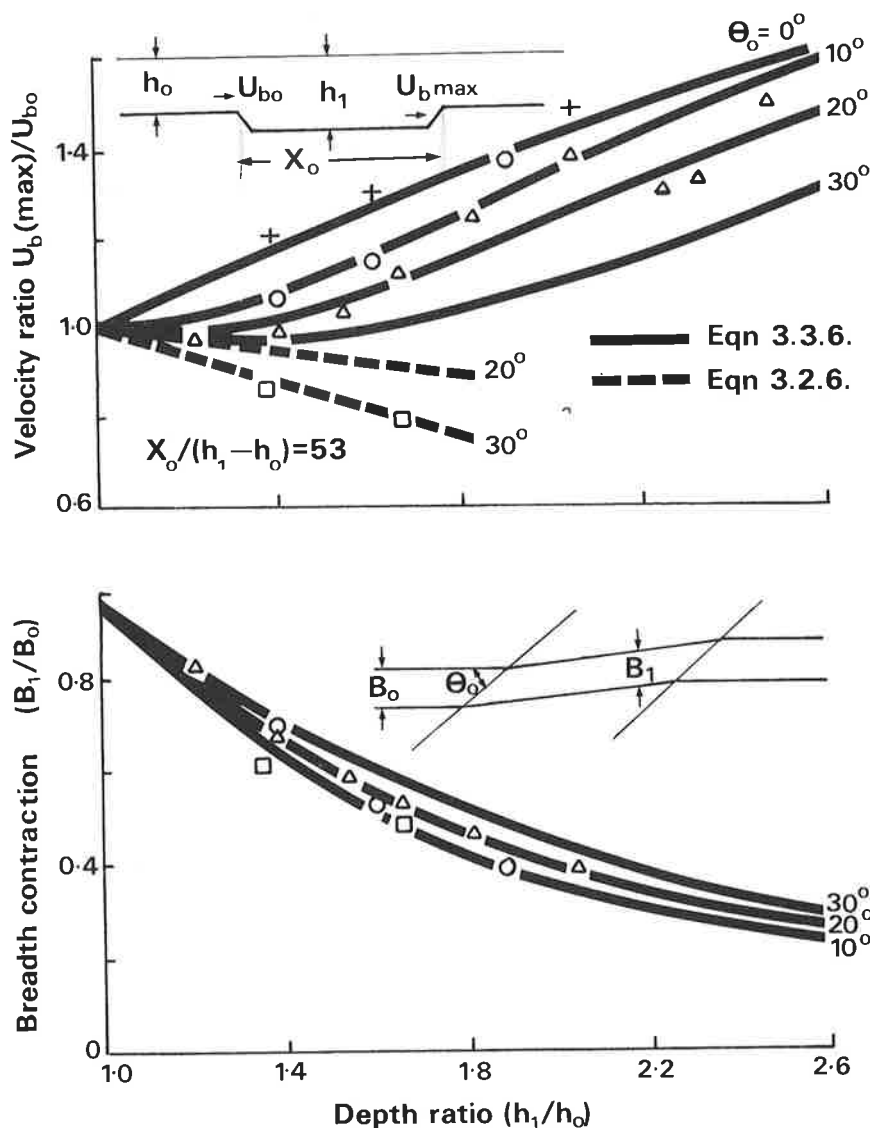 Θo= 0°
10°
20°
30°
ho
Ubo
h1
Ub max
Xo
Velocity ratio Ub(max)/Ubo
1·4
1·0
0·6
Eqn 3.3.6.
Eqn 3.2.6.
20°
30°
Xo/(h1—ho)=53
Breadth contraction (B1/Bo)
0·8
0·4
0
Bo
Θo
B1
30°
20°
10°
1·0 1·4 1·8 2·2 2·6
Depth ratio (h1/ho)